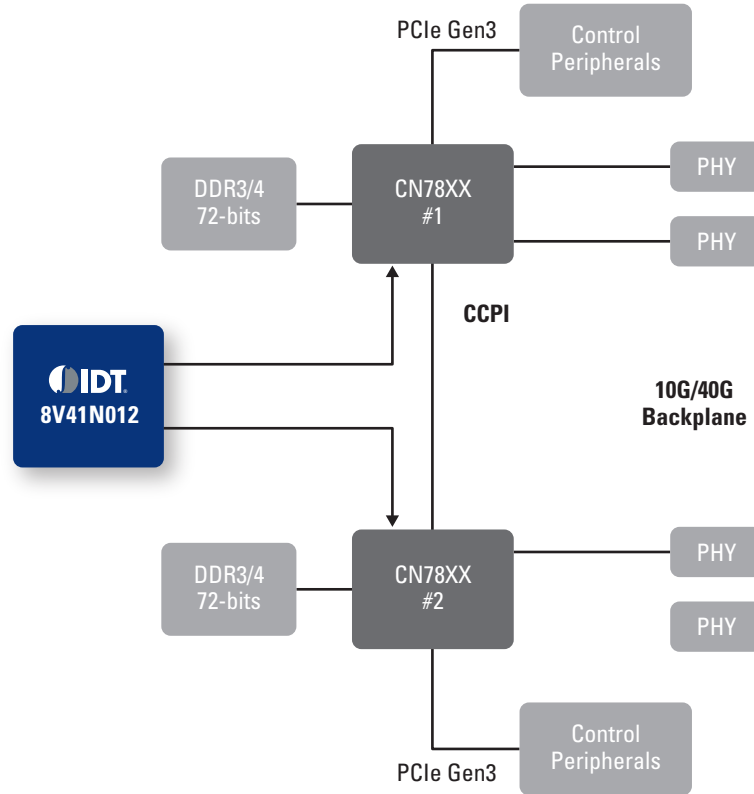 PCIe Gen3
Control
Peripherals
DDR3/4
72-bits
CN78XX
#1
PHY
PHY
CCPI
IDT.
8V41N012
10G/40G
Backplane
DDR3/4
72-bits
CN78XX
#2
PHY
PHY
Control
Peripherals
PCIe Gen3